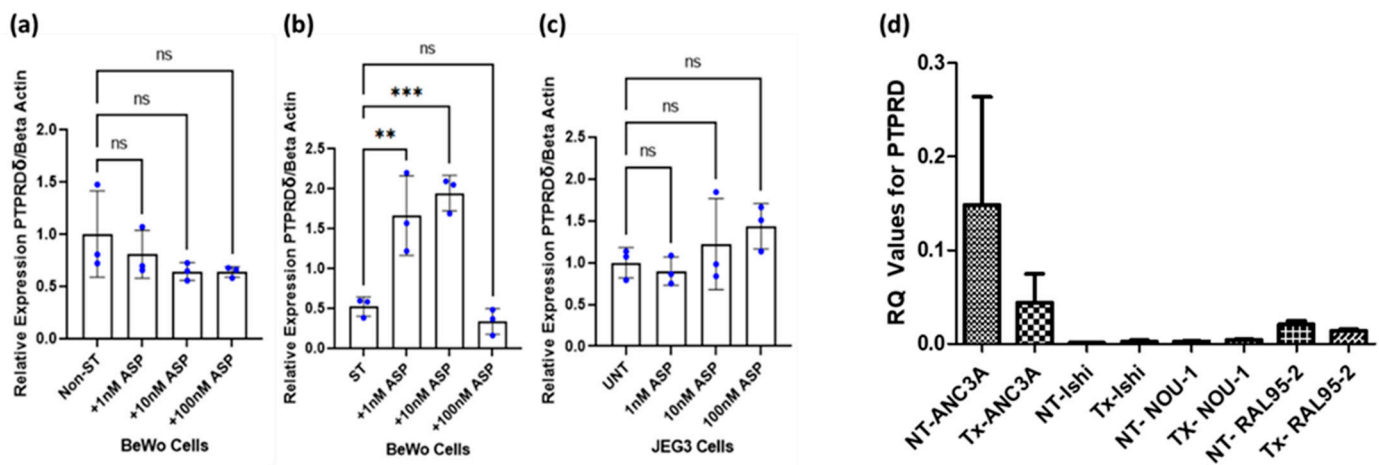 (a)
ns
ns
ns
Relative Expression PTPRDδ/Beta Actin
2.0
1.5
1.0
0.5
0.0
Non-ST
+1nM ASP
+10nM ASP
+100nM ASP
BeWo Cells
(b)
ns
***
**
Relative Expression PTPRDδ/Beta Actin
2.5
2.0
1.5
1.0
0.5
0.0
ST
+1nM ASP
+10nM ASP
+100nM ASP
BeWo Cells
(c)
ns
ns
ns
Relative Expression PTPRDδ/Beta Actin
2.5
2.0
1.5
1.0
0.5
0.0
UNT
1nM ASP
10nM ASP
100nM ASP
JEG3 Cells
(d)
RQ Values for PTPRD
0.3
0.2
0.1
0.0
NT-ANC3A
Tx-ANC3A
NT-Ishi
Tx-Ishi
NT- NOU-1
TX- NOU-1
NT- RAL95-2
Tx- RAL95-2